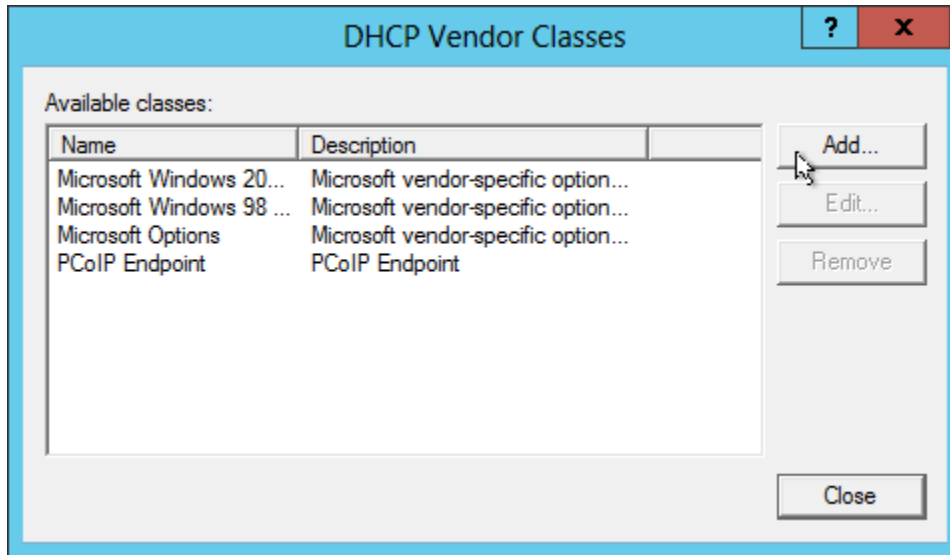 DHCP Vendor Classes
? x
Available classes:
Name Description
Add...
Microsoft Windows 20... Microsoft vendor-specific option...
Microsoft Windows 98 ... Microsoft vendor-specific option...
Edit...
Microsoft Options Microsoft vendor-specific option...
PCoIP Endpoint PCoIP Endpoint
Remove
Close